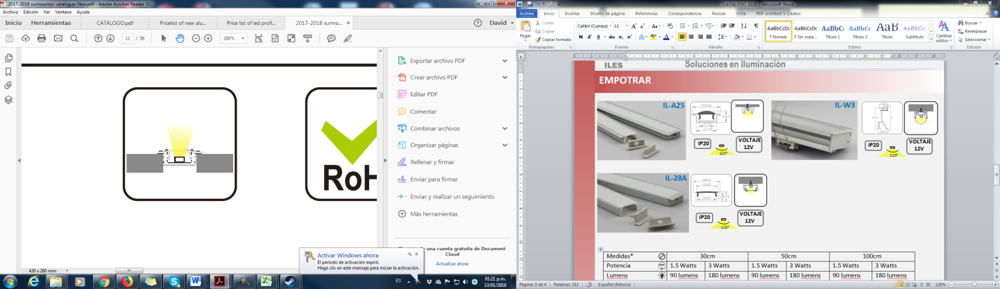 2017-2018 surmountor catalogue-New.pdf - Adobe Acrobat Reader DC
Archivo Edición Ver Ventana Ayuda
Inicio Herramientas CATÁLOGO.pdf Pricelist of new alu... Price list of led profi... 2017-2018 surmo... David
12 / 58 200%
RoH
Exportar archivo PDF
Crear archivo PDF
Editar PDF
Comentar
Combinar archivos
Organizar páginas
Rellenar y firmar
Enviar para firmar
Enviar y realizar un seguimiento
Más herramientas
una cuenta gratuita de Document
Cloud
Actualizar ahora
420 x 280 mm
Activar Windows ahora
El periodo de activación expiró.
Haga clic en este mensaje para iniciar la activación.
ES
01:21 p.m.
13/01/2018
CATALOGO 2018 - Microsoft Word
Archivo Inicio Insertar Diseño de página Referencias Correspondencia Revisar Vista PDF Architect 5 Creator
Pegar
Cortar
Copiar
Copiar formato
Portapapeles
Calibri (Cuerpo) 11
Fuente
Párrafo
AaBbCcDc AaBbCcDc AaBbC AaBbCc AaB AaBbCc.
¶ Normal ¶ Sin espa... Título 1 Título 2 Título Subtítulo
Cambiar
estilos
Estilos
Buscar
Reemplazar
Seleccionar
Edición
ILES Soluciones en iluminación
EMPOTRAR
IL-A25
IP20
120°
VOLTAJE
12V
IL-W3
IP20
120°
VOLTAJE
12V
IL-28A
IP20
120°
VOLTAJE
12V
Medidas* 30cm 50cm 100cm
Potencia 1.5 Watts 3 Watts 1.5 Watts 3 Watts 1.5 Watts 3 Watts
Lumens 90 lumens 180 lumens 90 lumens 180 lumens 90 lumens 180 lumens
Página: 3 de 4 Palabras: 211 Español (México) 120%